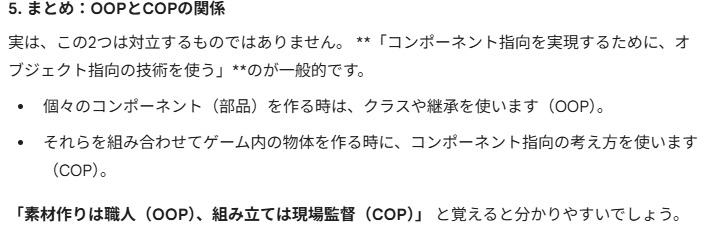 5. まとめ：OOPとCOPの関係
実は、この2つは対立するものではありません。 **「コンポーネント指向を実現するために、オ
ブジェクト指向の技術を使う」**のが一般的です。
• 個々のコンポーネント（部品）を作る時は、クラスや継承を使います（OOP）。
• それらを組み合わせてゲーム内の物体を作る時に、コンポーネント指向の考え方を使います
（COP）。
「素材作りは職人（OOP）、組み立ては現場監督（COP）」 と覚えると分かりやすいでしょう。